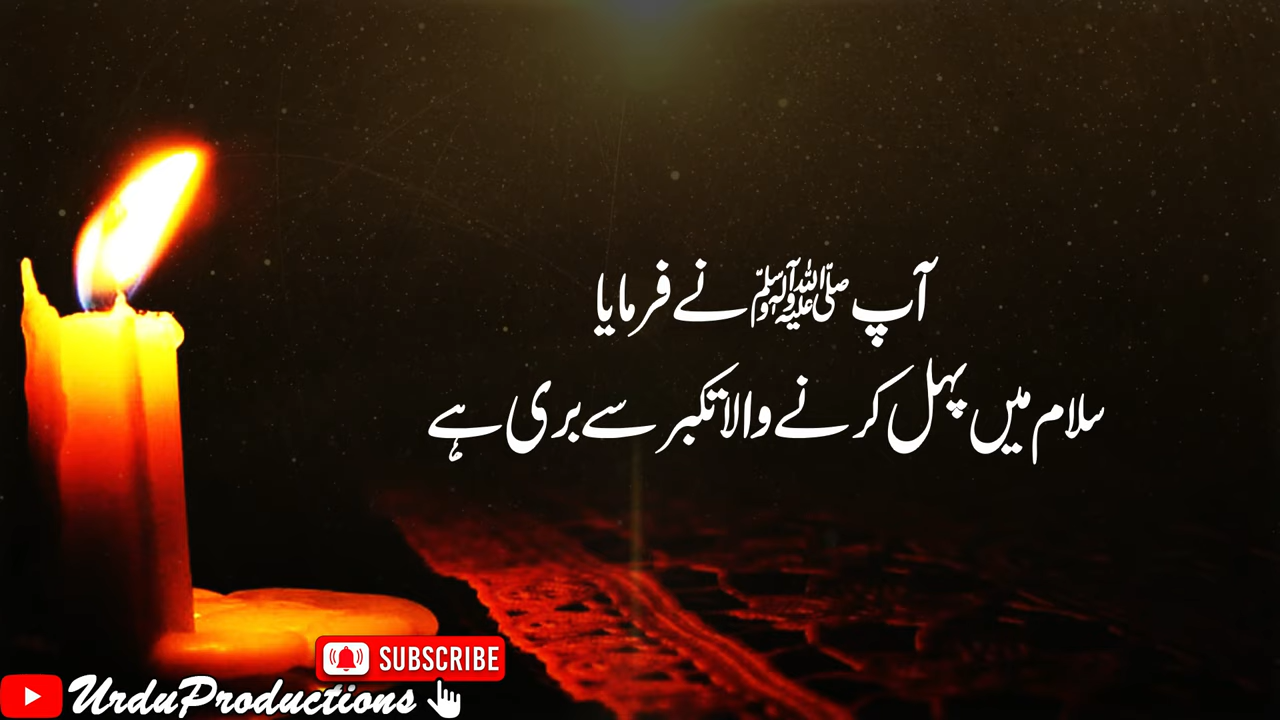 آپ ﷺ نے فرمایا
سلام میں پہل کرنے والا تکبر سے بری ہے
SUBSCRIBE
UrduProductions